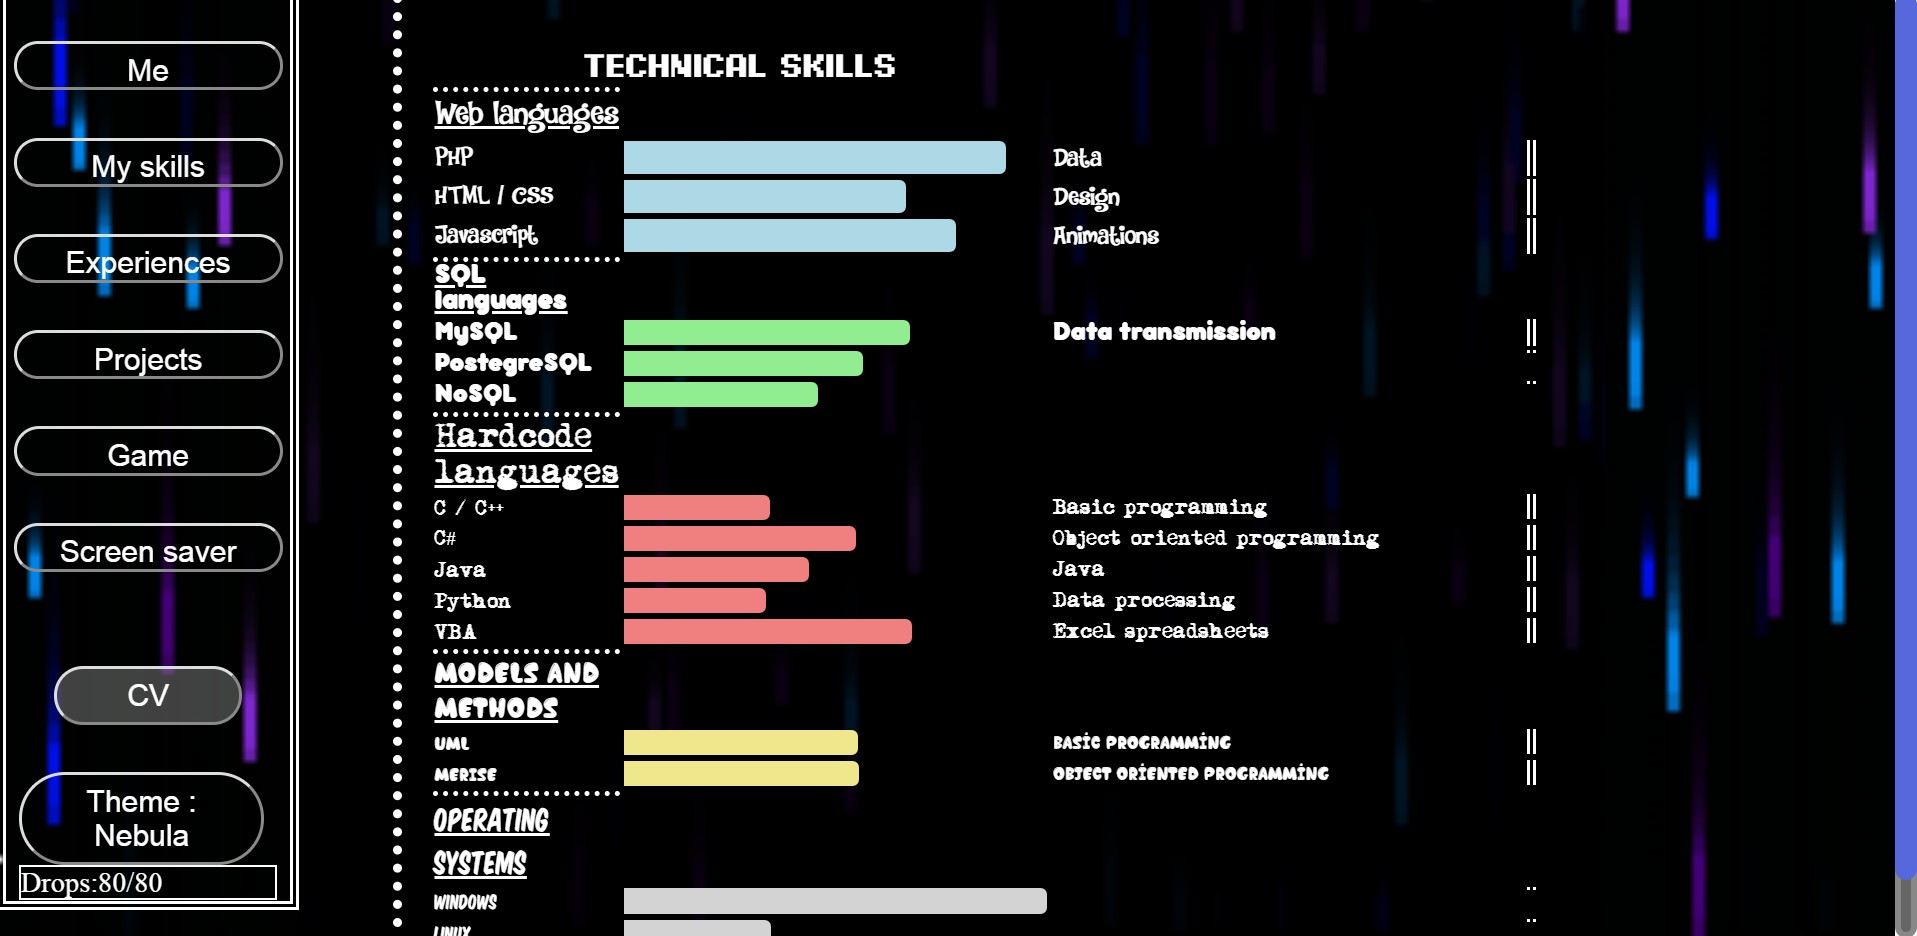 Me
My skills
Experiences
Projects
Game
Screen saver
CV
Theme :
Nebula
Drops:80/80
TECHNICAL SKILLS
Web languages
PHP Data
HTML / CSS Design
Javascript Animations
SQL
languages
MySQL Data transmission
PostegreSQL
NoSQL
Hardcode
languages
C / C++ Basic programming
C# Object oriented programming
Java Java
Python Data processing
VBA Excel spreadsheets
MODELS AND
METHODS
UML BASIC PROGRAMMING
MERISE OBJECT ORIENTED PROGRAMMING
OPERATING
SYSTEMS
WINDOWS
LINUX